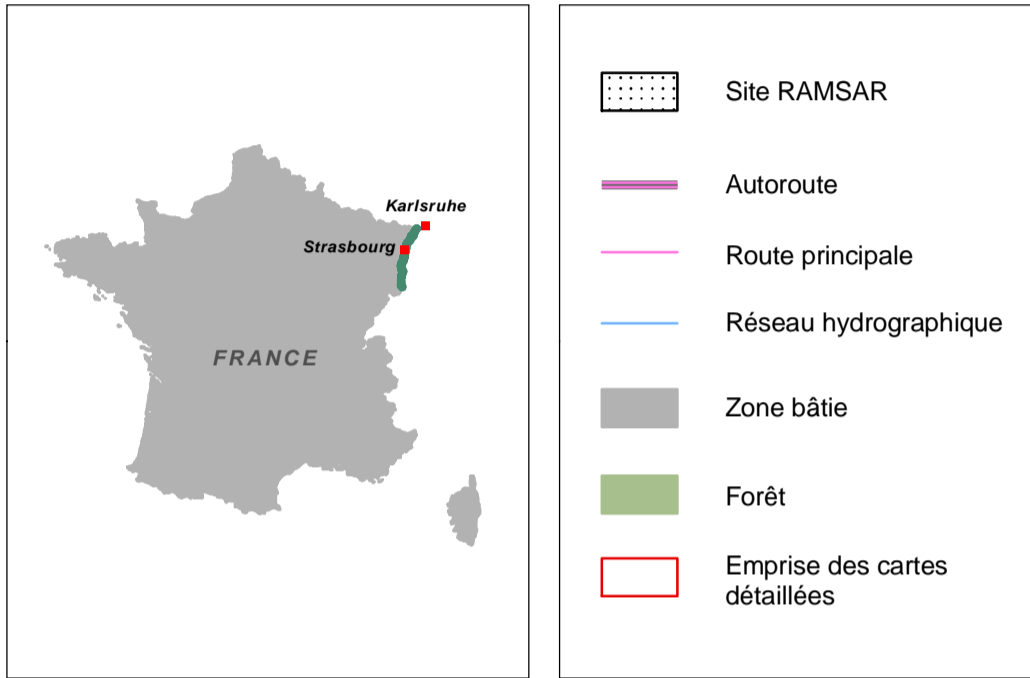 Karlsruhe
Strasbourg
FRANCE
Site RAMSAR
Autoroute
Route principale
Réseau hydrographique
Zone bâtie
Forêt
Emprise des cartes
détaillées